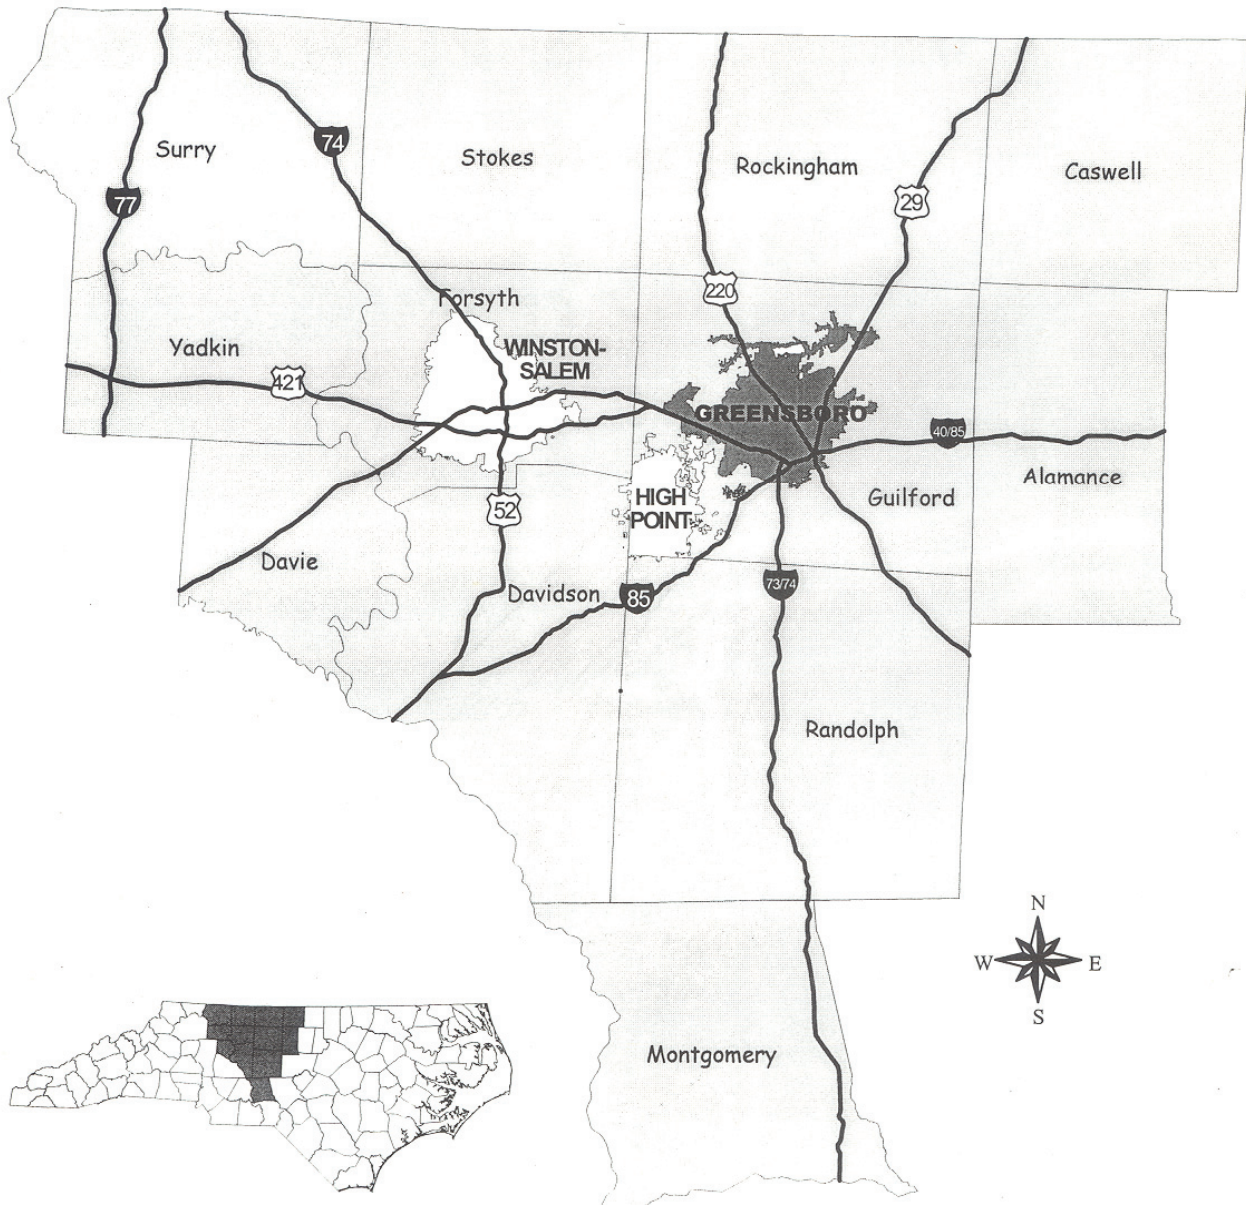 Surry
74
Stokes
Rockingham
Caswell
77
29
220
Forsyth
Yadkin
WINSTON-
SALEM
421
GREENSBORO
40/85
Alamance
Guilford
HIGH
POINT
52
Davie
Davidson
85
73/74
Randolph
N
W
E
S
Montgomery